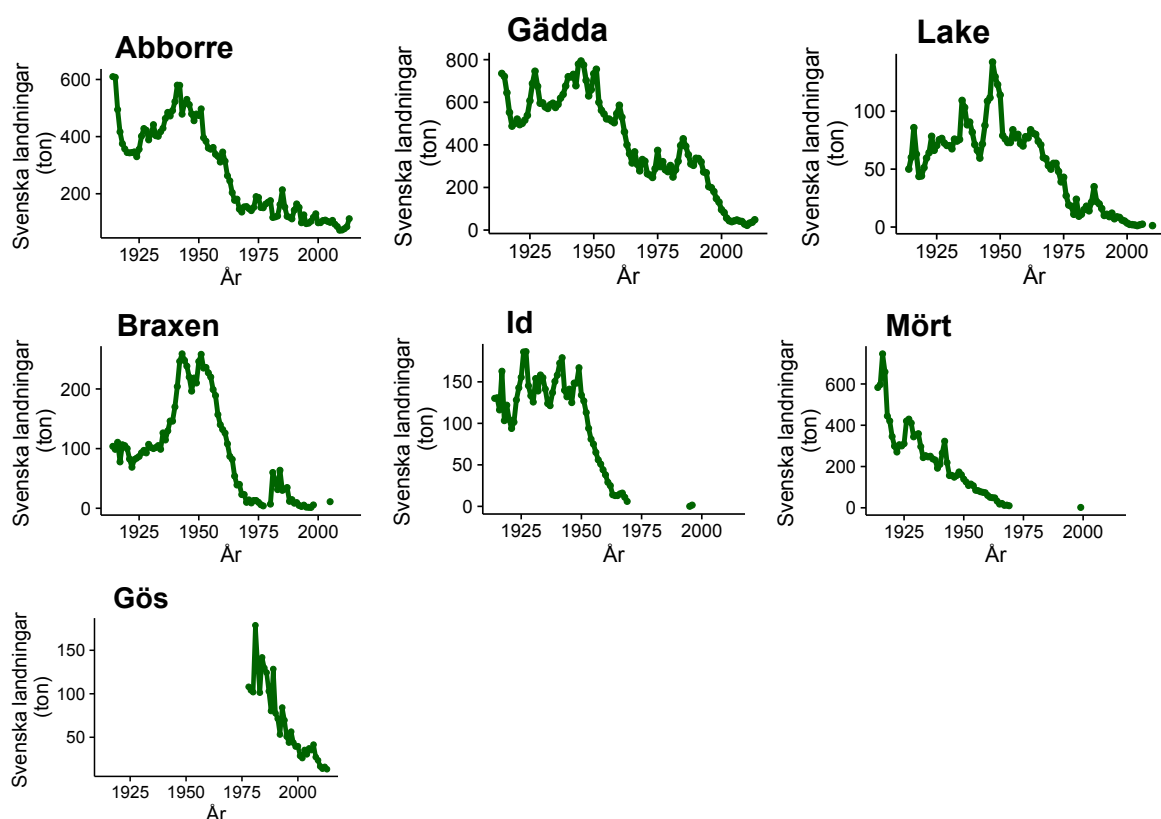 Abborre
Svenska landningar
(ton)
600
400
200
1925
1950
1975
2000
År
Gädda
Svenska landningar
(ton)
800
600
400
200
0
1925
1950
1975
2000
År
Lake
Svenska landningar
(ton)
100
50
0
1925
1950
1975
2000
År
Braxen
Svenska landningar
(ton)
200
100
0
1925
1950
1975
2000
År
Id
Svenska landningar
(ton)
150
100
50
0
1925
1950
1975
2000
År
Mört
Svenska landningar
(ton)
600
400
200
0
1925
1950
1975
2000
År
Gös
Svenska landningar
(ton)
150
100
50
1925
1950
1975
2000
År